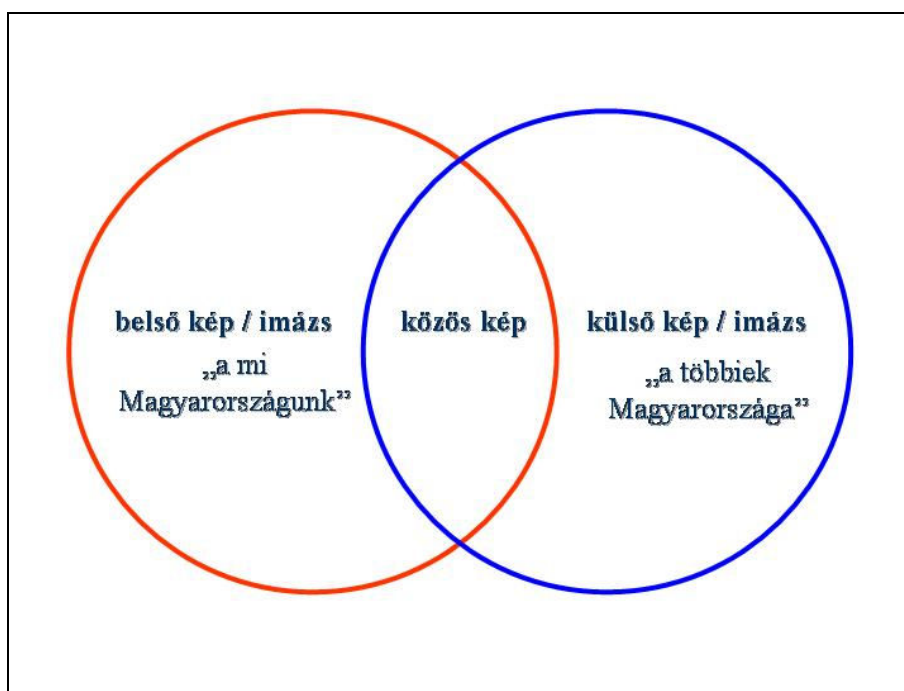 belső kép / imázs
„a mi
Magyarországunk”
közös kép
külső kép / imázs
„a többiek
Magyarországa”